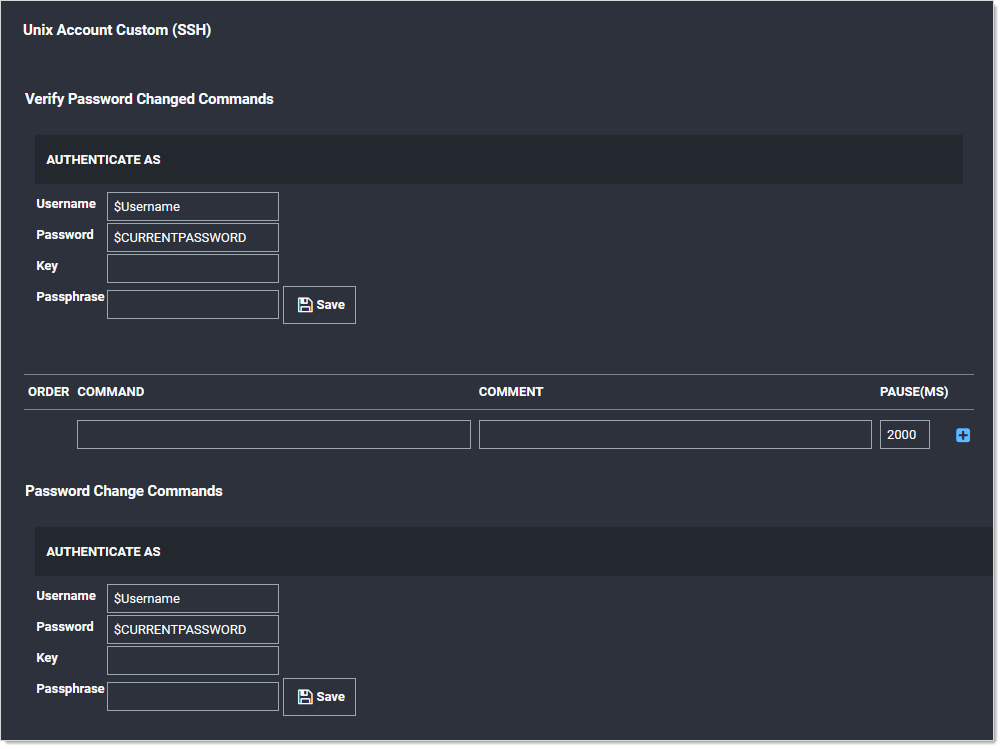 Unix Account Custom (SSH)
Verify Password Changed Commands
AUTHENTICATE AS
Username $Username
Password $CURRENTPASSWORD
Key
Passphrase Save
ORDER COMMAND COMMENT PAUSE(MS)
2000
Password Change Commands
AUTHENTICATE AS
Username $Username
Password $CURRENTPASSWORD
Key
Passphrase Save